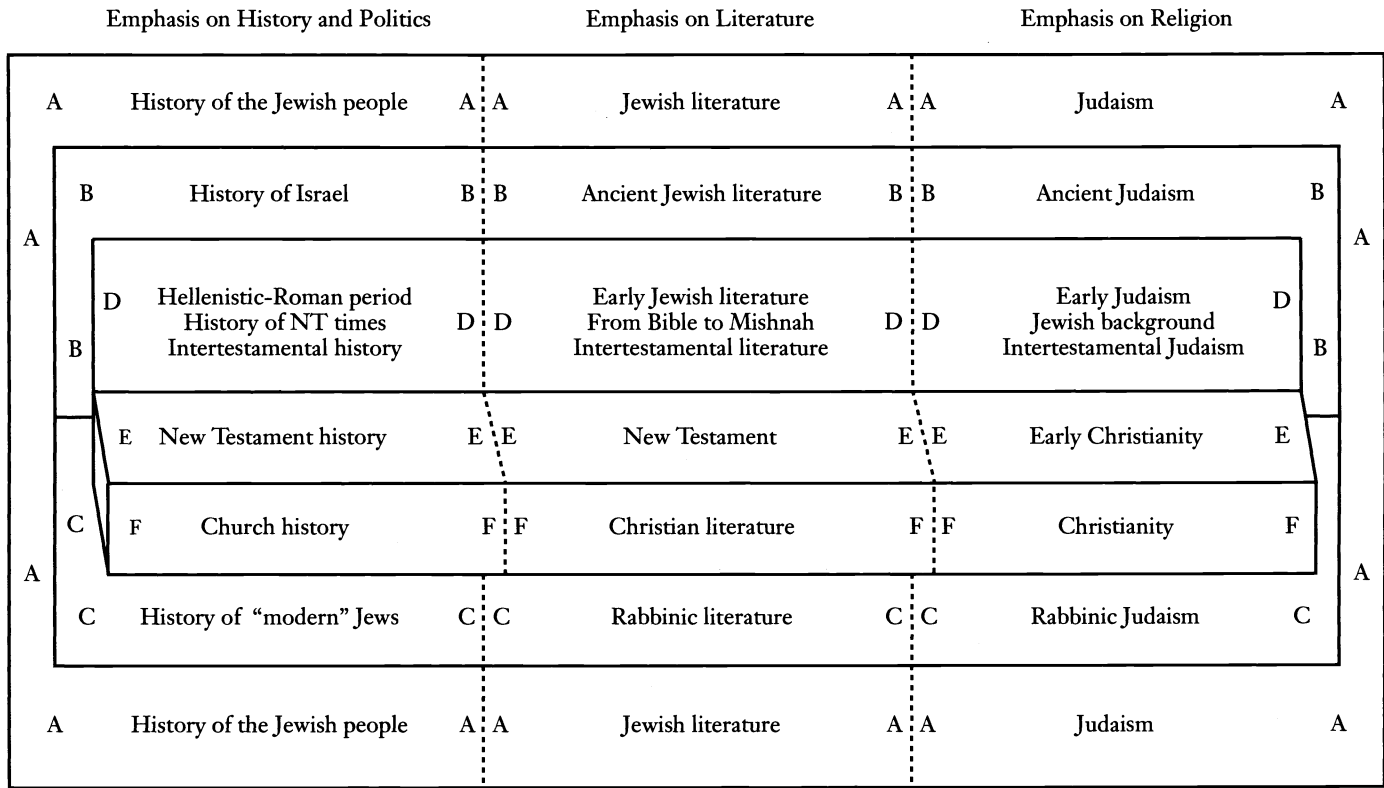 Emphasis on History and Politics Emphasis on Literature Emphasis on Religion
A History of the Jewish people A A Jewish literature A A Judaism A
B History of Israel B B Ancient Jewish literature B B Ancient Judaism B
A A
D Hellenistic-Roman period Early Jewish literature Early Judaism D
History of NT times D D From Bible to Mishnah D D Jewish background
B Intertestamental history Intertestamental literature Intertestamental Judaism B
E New Testament history E E New Testament E E Early Christianity E
C F Church history F F Christian literature F F Christianity F
A A
C History of “modern” Jews C C Rabbinic literature C C Rabbinic Judaism C
A History of the Jewish people A A Jewish literature A A Judaism A